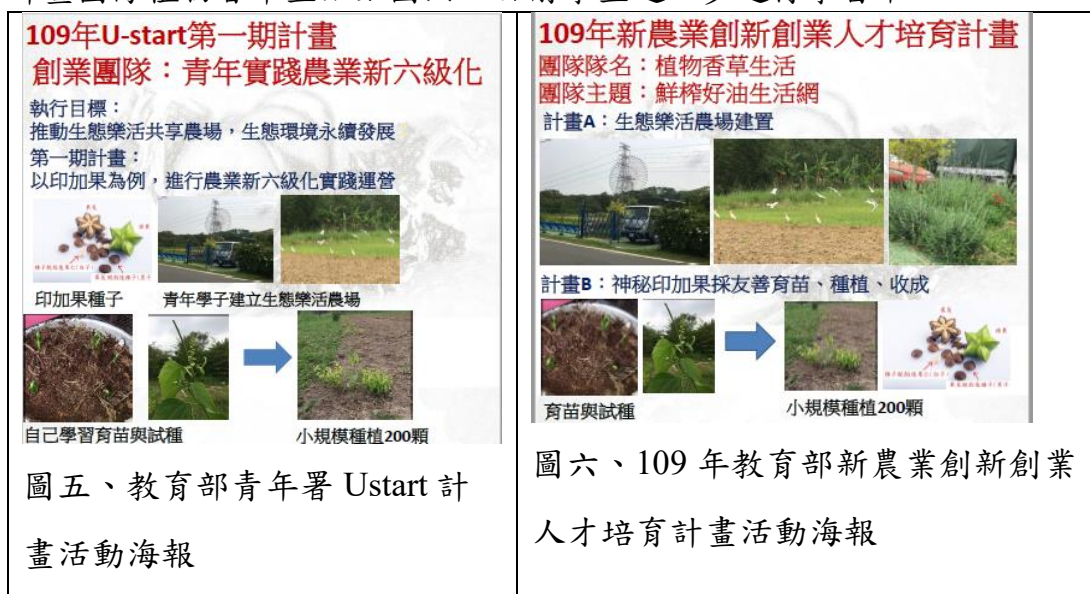 109年U-start第一期計畫
創業團隊：青年實踐農業新六級化
執行目標：
推動生態樂活共享農場，生態環境永續發展
第一期計畫：
以印加果為例，進行農業新六級化實踐運營
印加果種子
青年學子建立生態樂活農場
自己學習育苗與試種
小規模種植200顆
圖五、教育部青年署 Ustart 計
畫活動海報
109年新農業創新創業人才培育計畫
團隊隊名：植物香草生活
團隊主題：鮮榨好油生活網
計畫A：生態樂活農場建置
計畫B：神秘印加果採友善育苗、種植、收成
育苗與試種
小規模種植200顆
圖六、109 年教育部新農業創新創業
人才培育計畫活動海報